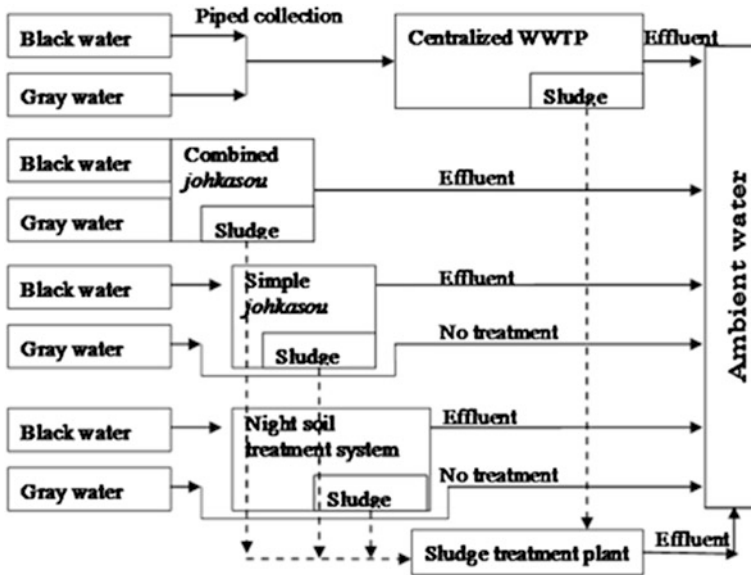 Piped collection
Black water
Gray water
Centralized WWTP
Sludge
Effluent
Black water
Gray water
Combined
johkasou
Sludge
Effluent
Black water
Gray water
Simple
johkasou
Sludge
Effluent
No treatment
Black water
Gray water
Night soil
treatment system
Sludge
Effluent
No treatment
Sludge treatment plant
Effluent
Ambient water